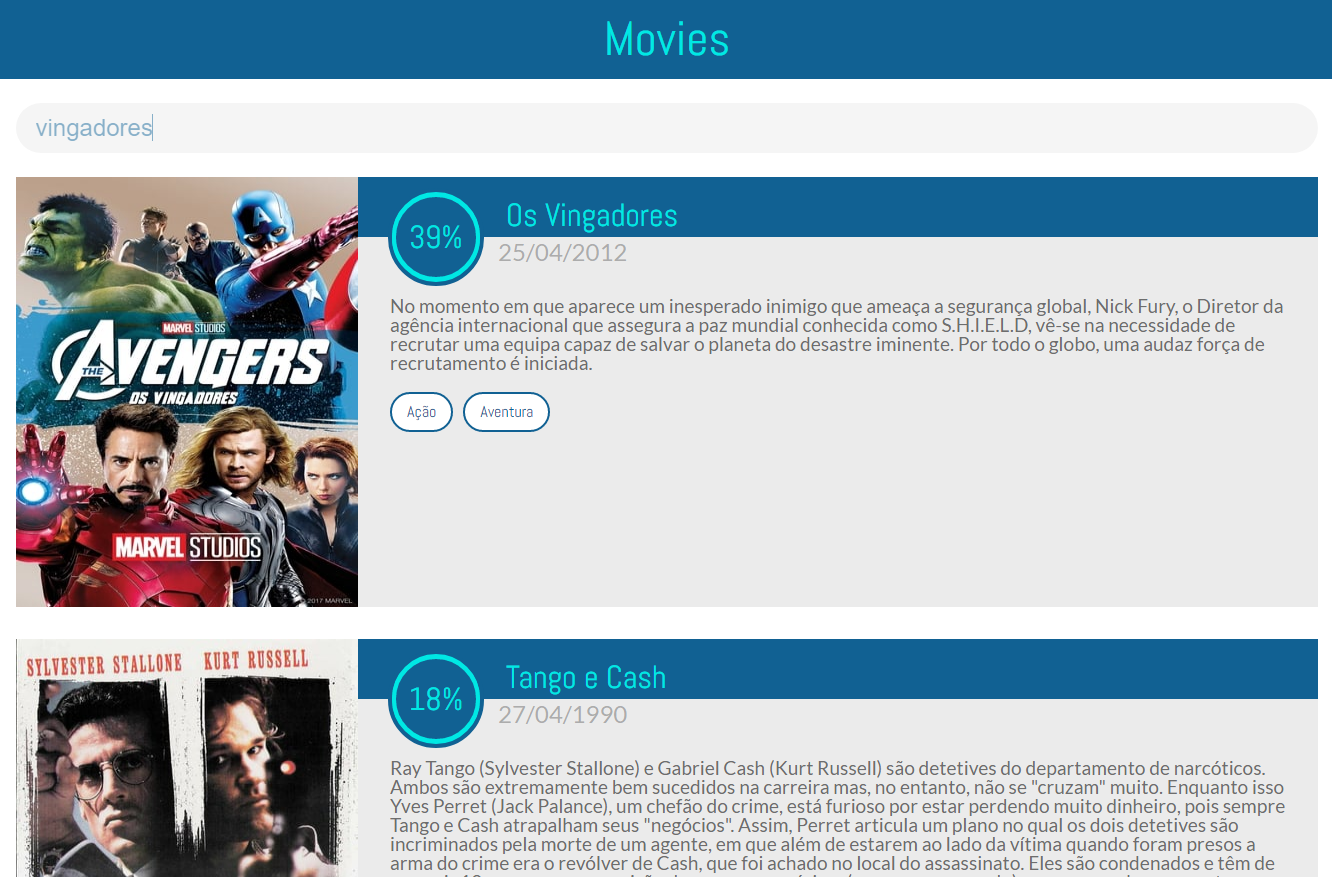 Movies
vingadores
MARVEL STUDIOS
THE AVENGERS
OS VINGADORES
MARVEL STUDIOS
© 2017 MARVEL
39%
Os Vingadores
25/04/2012
No momento em que aparece um inesperado inimigo que ameaça a segurança global, Nick Fury, o Diretor da
agência internacional que assegura a paz mundial conhecida como S.H.I.E.L.D, vê-se na necessidade de
recrutar uma equipa capaz de salvar o planeta do desastre iminente. Por todo o globo, uma audaz força de
recrutamento é iniciada.
Ação
Aventura
SYLVESTER STALLONE KURT RUSSELL
18%
Tango e Cash
27/04/1990
Ray Tango (Sylvester Stallone) e Gabriel Cash (Kurt Russell) são detetives do departamento de narcóticos.
Ambos são extremamente bem sucedidos na carreira mas, no entanto, não se "cruzam" muito. Enquanto isso
Yves Perret (Jack Palance), um chefão do crime, está furioso por estar perdendo muito dinheiro, pois sempre
Tango e Cash atrapalham seus "negócios". Assim, Perret articula um plano no qual os dois detetives são
incriminados pela morte de um agente, em que além de estarem ao lado da vítima quando foram presos a
arma do crime era o revólver de Cash, que foi achado no local do assassinato. Eles são condenados e têm de